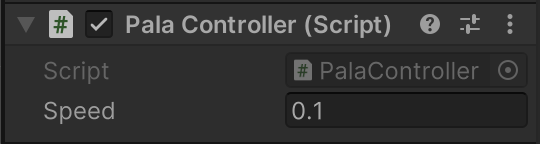 Pala Controller (Script)
Script PalaController
Speed 0.1